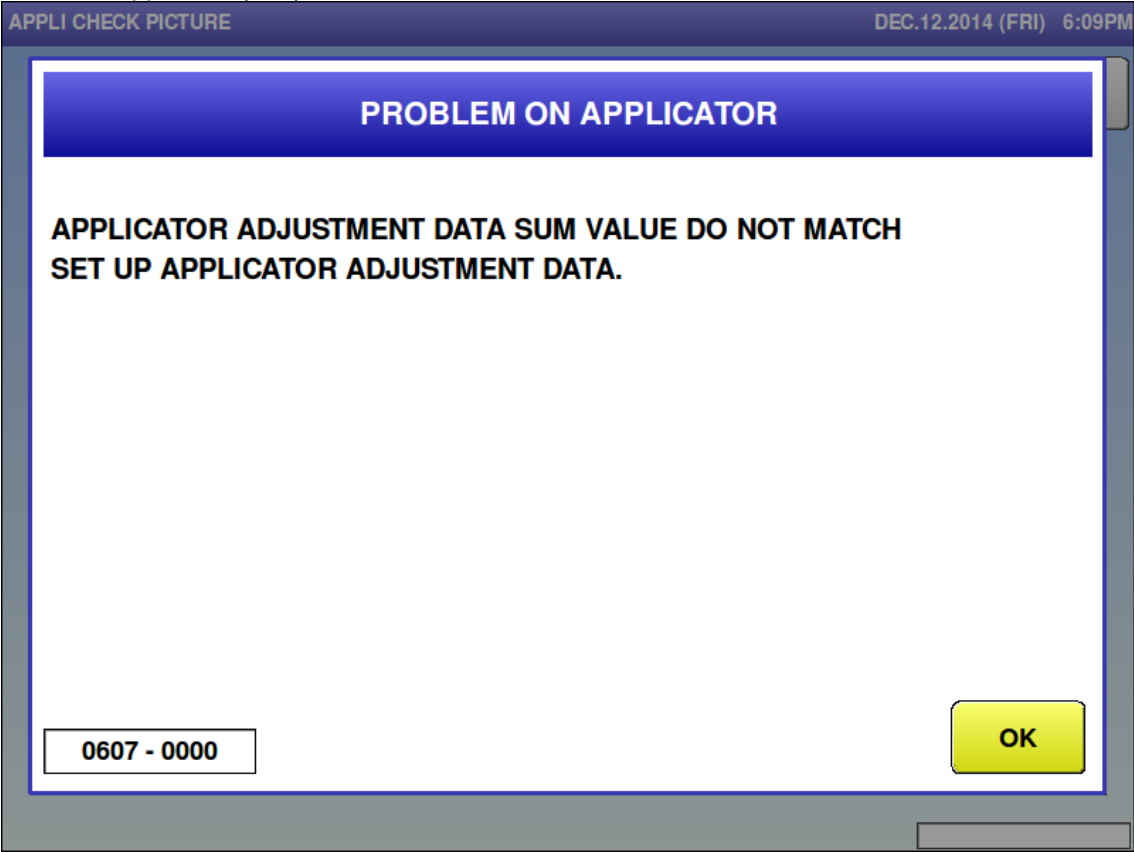 APPLI CHECK PICTURE
DEC.12.2014 (FRI) 6:09PM
PROBLEM ON APPLICATOR
APPLICATOR ADJUSTMENT DATA SUM VALUE DO NOT MATCH
SET UP APPLICATOR ADJUSTMENT DATA.
0607 - 0000
OK